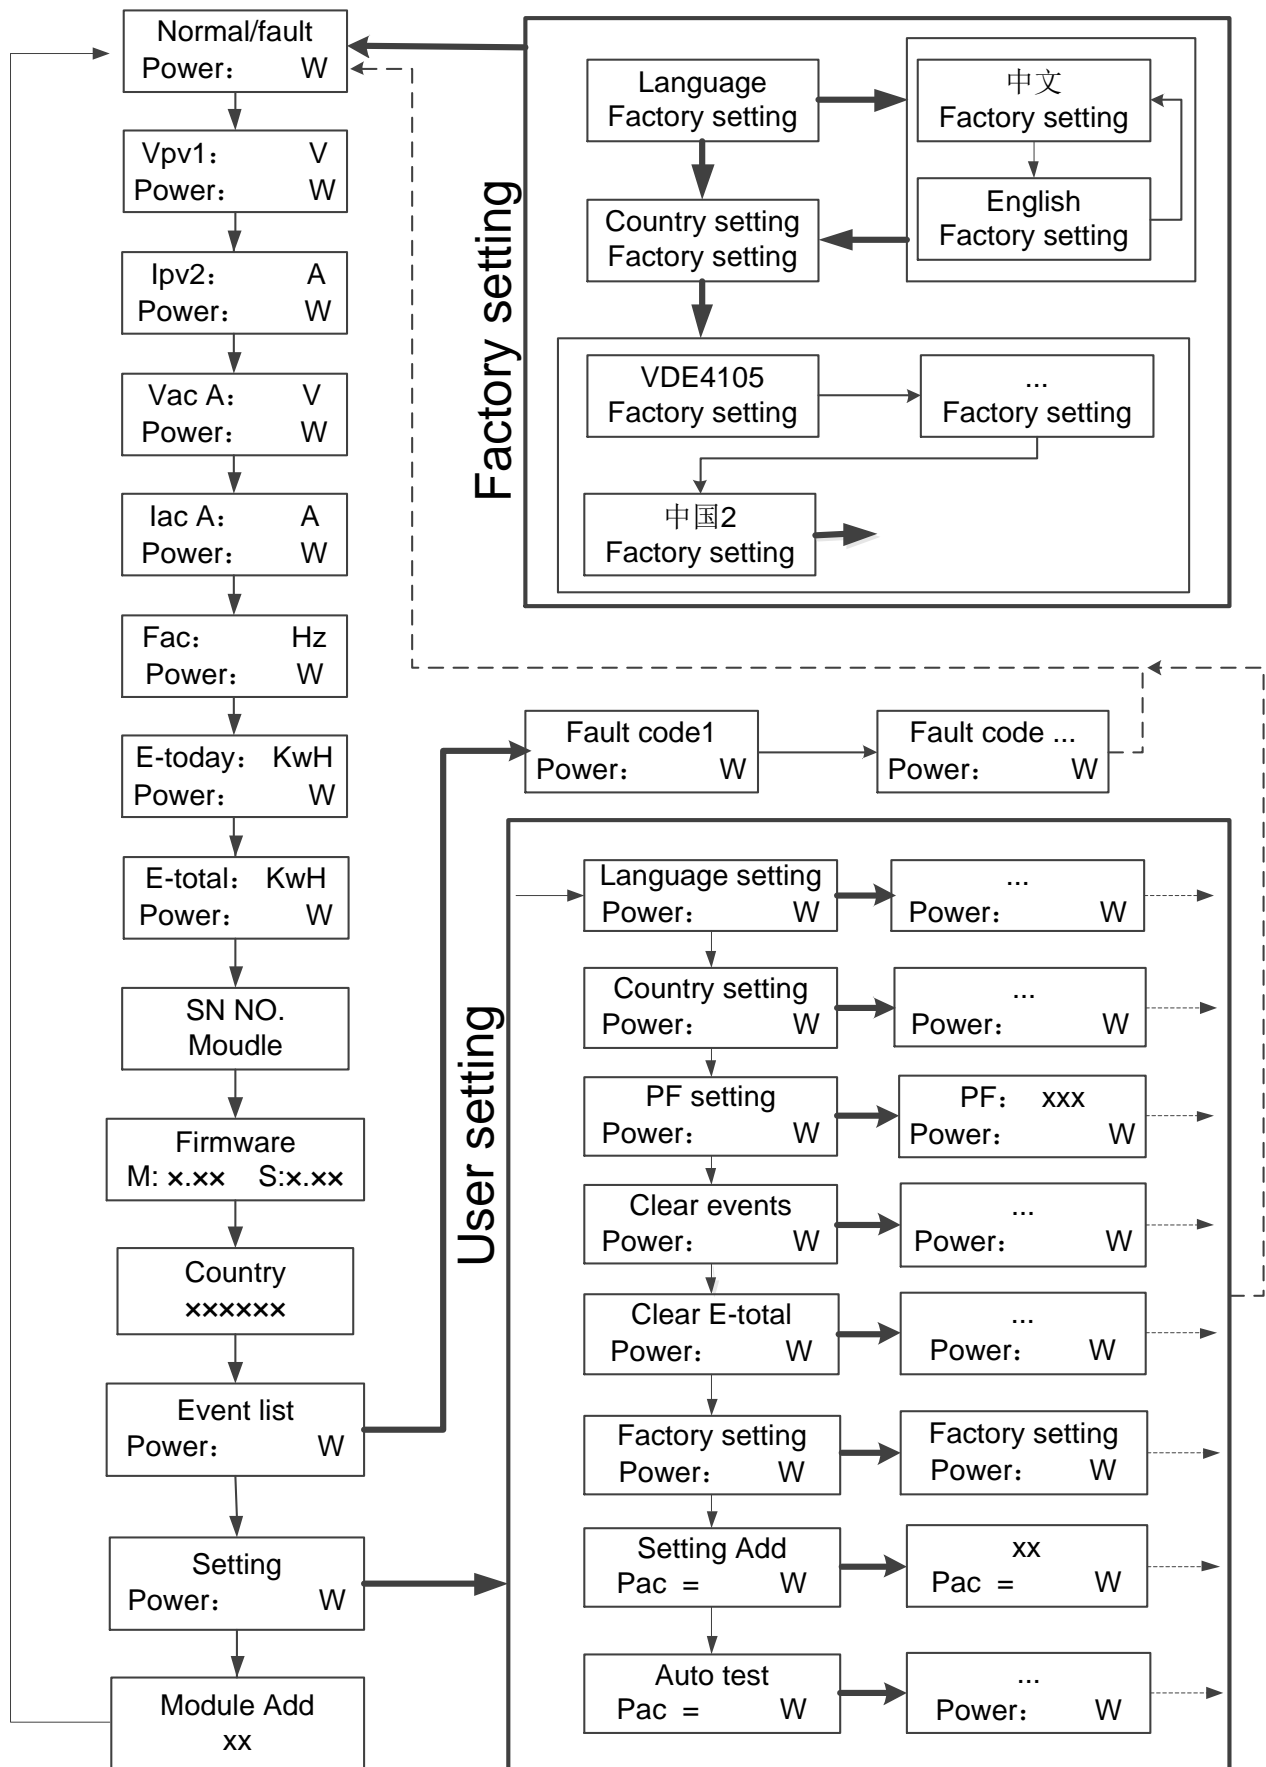 Normal/fault
Power： W
Vpv1： V
Power： W
Ipv2： A
Power： W
Vac A： V
Power： W
Iac A： A
Power： W
Fac： Hz
Power： W
E-today： KwH
Power： W
E-total： KwH
Power： W
SN NO.
Moudle
Firmware
M: ×.×× S:×.××
Country
××××××
Event list
Power： W
Setting
Power： W
Module Add
xx
Factory setting
Language
Factory setting
中文
Factory setting
English
Factory setting
Country setting
Factory setting
VDE4105
Factory setting
...
Factory setting
中国2
Factory setting
Fault code1
Power： W
Fault code ...
Power： W
User setting
Language setting
Power： W
...
Power： W
Country setting
Power： W
...
Power： W
PF setting
Power： W
PF： xxx
Power： W
Clear events
Power： W
...
Power： W
Clear E-total
Power： W
...
Power： W
Factory setting
Power： W
Factory setting
Power： W
Setting Add
Pac = W
xx
Pac = W
Auto test
Pac = W
...
Power： W